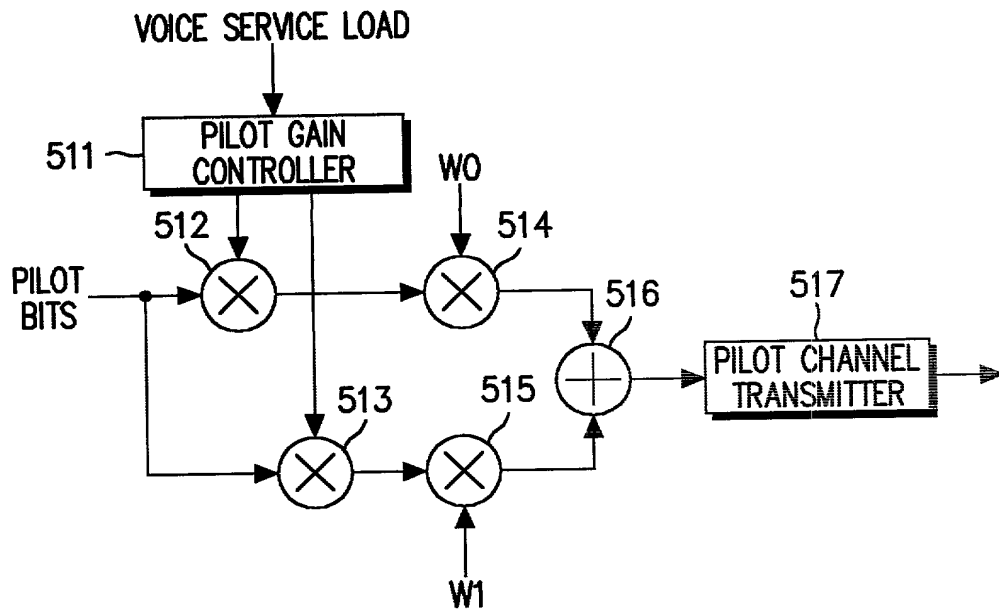 VOICE SERVICE LOAD
511
PILOT GAIN
CONTROLLER
W0
512
514
PILOT
BITS
516
517
PILOT CHANNEL
TRANSMITTER
513
515
W1